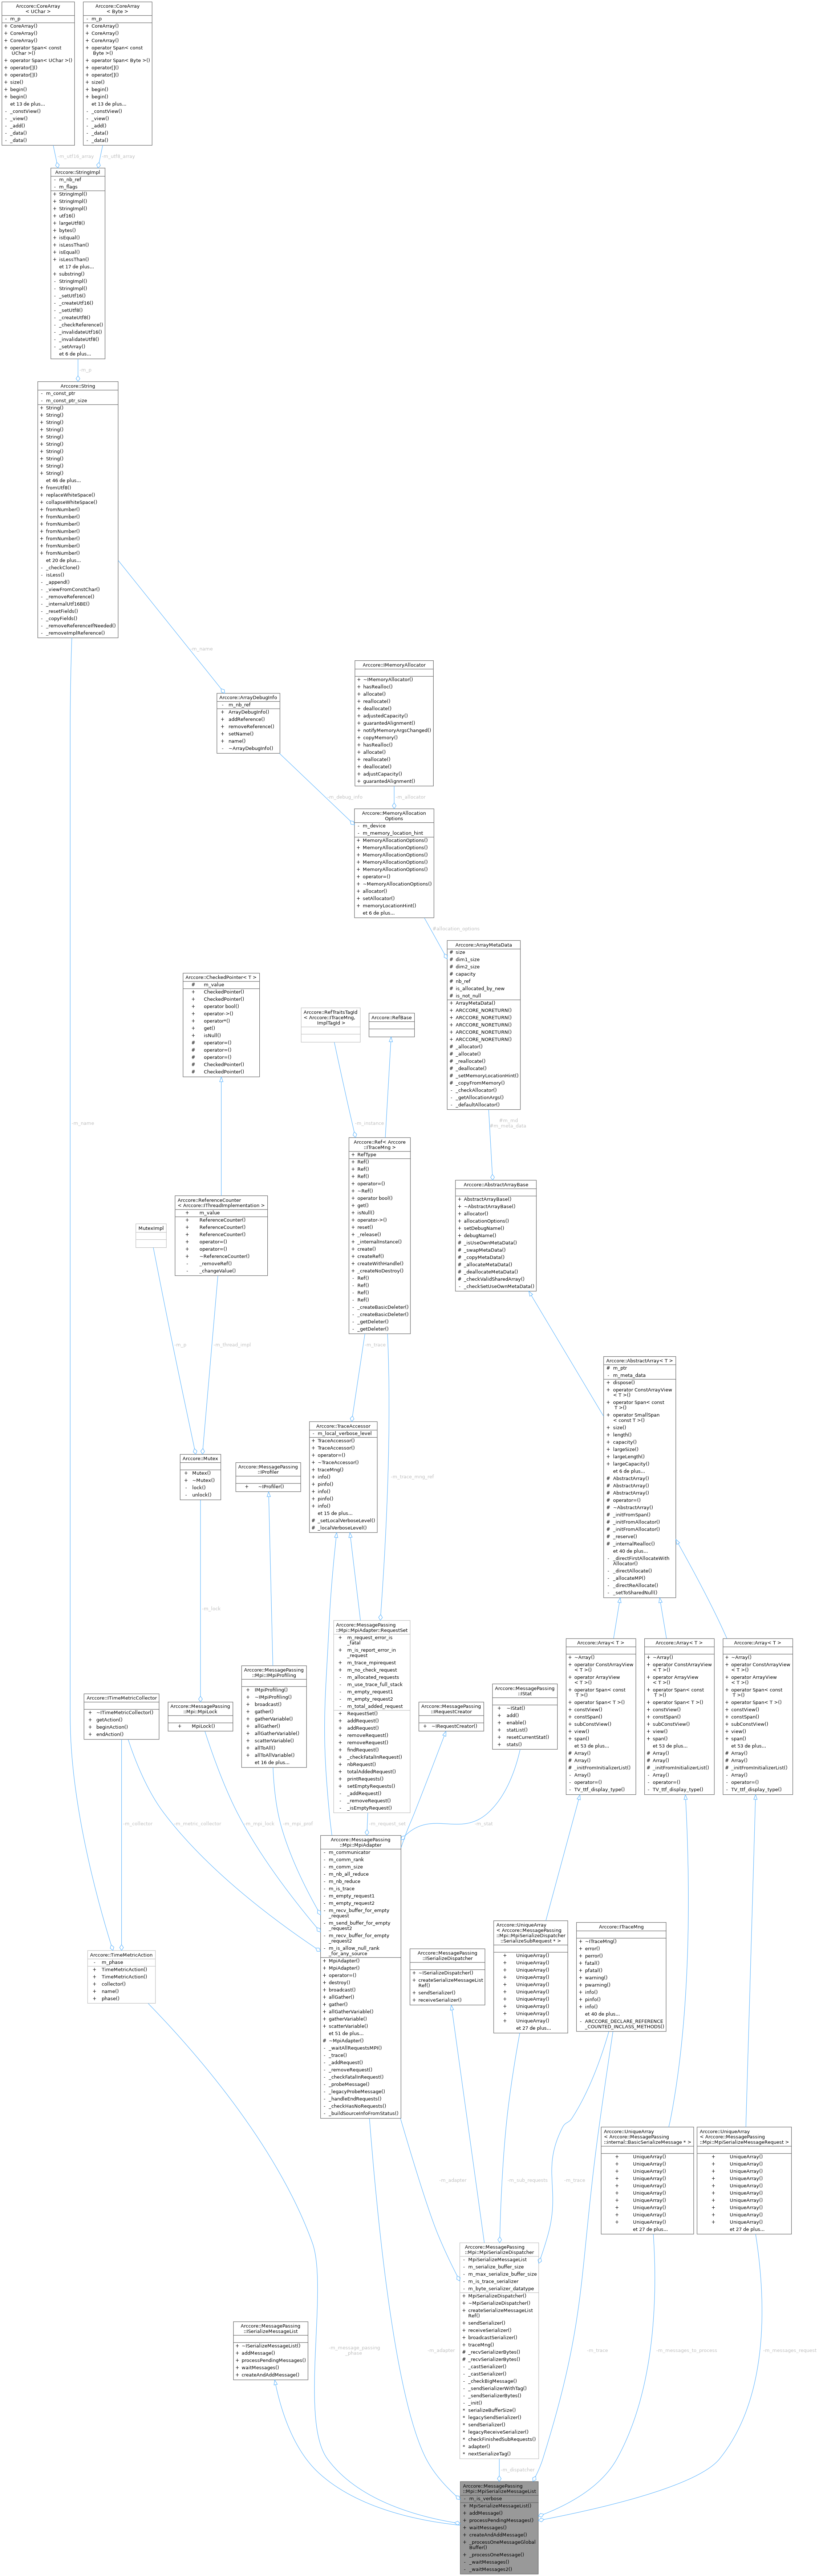 Arccore::CoreArray
< UChar >
- m_p
+ CoreArray()
+ CoreArray()
+ CoreArray()
+ operator Span< const
UChar >()
+ operator Span< UChar >()
+ operator[]()
+ operator[]()
+ size()
+ begin()
+ begin()
et 13 de plus...
- _constView()
- _view()
- _add()
- _data()
- _data()
Arccore::CoreArray
< Byte >
- m_p
+ CoreArray()
+ CoreArray()
+ CoreArray()
+ operator Span< const
Byte >()
+ operator Span< Byte >()
+ operator[]()
+ operator[]()
+ size()
+ begin()
+ begin()
et 13 de plus...
- _constView()
- _view()
- _add()
- _data()
- _data()
-m_utf16_array
-m_utf8_array
Arccore::StringImpl
- m_nb_ref
- m_flags
+ StringImpl()
+ StringImpl()
+ StringImpl()
+ utf16()
+ largeUtf8()
+ bytes()
+ isEqual()
+ isLessThan()
+ isEqual()
+ isLessThan()
et 17 de plus...
+ substring()
- StringImpl()
- StringImpl()
- _setUtf16()
- _createUtf16()
- _setUtf8()
- _createUtf8()
- _checkReference()
- _invalidateUtf16()
- _invalidateUtf8()
- _setArray()
et 6 de plus...
-m_p
Arccore::String
- m_const_ptr
- m_const_ptr_size
+ String()
+ String()
+ String()
+ String()
+ String()
+ String()
+ String()
+ String()
+ String()
+ String()
et 46 de plus...
+ fromUtf8()
+ replaceWhiteSpace()
+ collapseWhiteSpace()
+ fromNumber()
+ fromNumber()
+ fromNumber()
+ fromNumber()
+ fromNumber()
+ fromNumber()
+ fromNumber()
et 20 de plus...
- _checkClone()
- isLess()
- _append()
- _viewFromConstChar()
- _removeReference()
- _internalUtf16BE()
- _resetFields()
- _copyFields()
- _removeReferenceIfNeeded()
- _removeImplReference()
-m_name
Arccore::ArrayDebugInfo
- m_nb_ref
+ ArrayDebugInfo()
+ addReference()
+ removeReference()
+ setName()
+ name()
- ~ArrayDebugInfo()
Arccore::IMemoryAllocator
+ ~IMemoryAllocator()
+ hasRealloc()
+ allocate()
+ reallocate()
+ deallocate()
+ adjustedCapacity()
+ guarantedAlignment()
+ notifyMemoryArgsChanged()
+ copyMemory()
+ hasRealloc()
+ allocate()
+ reallocate()
+ deallocate()
+ adjustCapacity()
+ guarantedAlignment()
-m_debug_info
-m_allocator
Arccore::MemoryAllocation
Options
- m_device
- m_memory_location_hint
+ MemoryAllocationOptions()
+ MemoryAllocationOptions()
+ MemoryAllocationOptions()
+ MemoryAllocationOptions()
+ MemoryAllocationOptions()
+ operator=()
+ ~MemoryAllocationOptions()
+ allocator()
+ setAllocator()
+ memoryLocationHint()
et 6 de plus...
#allocation_options
Arccore::ArrayMetaData
# size
# dim1_size
# dim2_size
# capacity
# nb_ref
# is_allocated_by_new
# is_not_null
+ ArrayMetaData()
+ ARCCORE_NORETURN()
+ ARCCORE_NORETURN()
+ ARCCORE_NORETURN()
+ ARCCORE_NORETURN()
# _allocator()
# _allocate()
# _reallocate()
# _deallocate()
# _setMemoryLocationHint()
# _copyFromMemory()
- _checkAllocator()
- _getAllocationArgs()
- _defaultAllocator()
Arccore::CheckedPointer< T >
# m_value
+ CheckedPointer()
+ CheckedPointer()
+ operator bool()
+ operator->()
+ operator*()
+ get()
+ isNull()
# operator=()
# operator=()
# operator=()
# CheckedPointer()
# CheckedPointer()
Arccore::RefTraitsTagId
< Arccore::ITraceMng.
ImplTagId >
Arccore::RefBase
-m_instance
#m_md
#m_meta_data
-m_name
Arccore::Ref< Arccore
::ITraceMng >
+ RefType
+ Ref()
+ Ref()
+ Ref()
+ operator=()
+ ~Ref()
+ operator bool()
+ get()
+ isNull()
+ operator->()
+ reset()
+ _release()
+ _internalInstance()
+ create()
+ createRef()
+ createWithHandle()
+ _createNoDestroy()
- Ref()
- Ref()
- Ref()
- Ref()
- _createBasicDeleter()
- _createBasicDeleter()
- _getDeleter()
- _getDeleter()
Arccore::AbstractArrayBase
+ AbstractArrayBase()
+ ~AbstractArrayBase()
+ allocator()
+ allocationOptions()
+ setDebugName()
+ debugName()
# _isUseOwnMetaData()
# _swapMetaData()
# _copyMetaData()
# _allocateMetaData()
# _deallocateMetaData()
# _checkValidSharedArray()
- _checkSetUseOwnMetaData()
MutexImpl
Arccore::ReferenceCounter
< Arccore::IThreadImplementation >
+ m_value
+ ReferenceCounter()
+ ReferenceCounter()
+ ReferenceCounter()
+ operator=()
+ operator=()
+ ~ReferenceCounter()
- _removeRef()
- _changeValue()
-m_p
-m_thread_impl
-m_trace
Arccore::AbstractArray< T >
# m_ptr
- m_meta_data
+ dispose()
+ operator ConstArrayView
< T >()
+ operator Span< const
T >()
+ operator SmallSpan
< const T >()
+ size()
+ length()
+ capacity()
+ largeSize()
+ largeLength()
+ largeCapacity()
et 6 de plus...
# AbstractArray()
# AbstractArray()
# AbstractArray()
# operator=()
# ~AbstractArray()
# _initFromSpan()
# _initFromAllocator()
# _initFromAllocator()
# _reserve()
# _internalRealloc()
et 40 de plus...
- _directFirstAllocateWith
Allocator()
- _directAllocate()
- _allocateMP()
- _directReAllocate()
- _setToSharedNull()
Arccore::TraceAccessor
- m_local_verbose_level
+ TraceAccessor()
+ TraceAccessor()
+ operator=()
+ ~TraceAccessor()
+ traceMng()
+ info()
+ pinfo()
+ info()
+ pinfo()
+ info()
et 15 de plus...
# _setLocalVerboseLevel()
# _localVerboseLevel()
Arccore::Mutex
+ Mutex()
+ ~Mutex()
- lock()
- unlock()
Arccore::MessagePassing
::IProfiler
+ ~IProfiler()
-m_trace_mng_ref
-m_lock
Arccore::MessagePassing
::Mpi::MpiAdapter::RequestSet
+ m_request_error_is
_fatal
+ m_is_report_error_in
_request
+ m_trace_mpirequest
- m_no_check_request
- m_allocated_requests
- m_use_trace_full_stack
- m_empty_request1
- m_empty_request2
- m_total_added_request
+ RequestSet()
+ addRequest()
+ addRequest()
+ removeRequest()
+ removeRequest()
+ findRequest()
- _checkFatalInRequest()
+ nbRequest()
+ totalAddedRequest()
+ printRequests()
+ setEmptyRequests()
- _addRequest()
- _removeRequest()
- _isEmptyRequest()
Arccore::ITimeMetricCollector
+ ~ITimeMetricCollector()
+ getAction()
+ beginAction()
+ endAction()
Arccore::MessagePassing
::Mpi::MpiLock
+ MpiLock()
Arccore::MessagePassing
::Mpi::IMpiProfiling
+ IMpiProfiling()
+ ~IMpiProfiling()
+ broadcast()
+ gather()
+ gatherVariable()
+ allGather()
+ allGatherVariable()
+ scatterVariable()
+ allToAll()
+ allToAllVariable()
et 16 de plus...
Arccore::MessagePassing
::IRequestCreator
+ ~IRequestCreator()
Arccore::MessagePassing
::IStat
+ ~IStat()
+ add()
+ enable()
+ statList()
+ resetCurrentStat()
+ stats()
Arccore::Array< T >
+ ~Array()
+ operator ConstArrayView
< T >()
+ operator ArrayView
< T >()
+ operator Span< const
T >()
+ operator Span< T >()
+ constView()
+ constSpan()
+ subConstView()
+ view()
+ span()
et 53 de plus...
# Array()
# Array()
# _initFromInitializerList()
- Array()
- operator=()
- TV_ttf_display_type()
Arccore::Array< T >
+ ~Array()
+ operator ConstArrayView
< T >()
+ operator ArrayView
< T >()
+ operator Span< const
T >()
+ operator Span< T >()
+ constView()
+ constSpan()
+ subConstView()
+ view()
+ span()
et 53 de plus...
# Array()
# Array()
# _initFromInitializerList()
- Array()
- operator=()
- TV_ttf_display_type()
Arccore::Array< T >
+ ~Array()
+ operator ConstArrayView
< T >()
+ operator ArrayView
< T >()
+ operator Span< const
T >()
+ operator Span< T >()
+ constView()
+ constSpan()
+ subConstView()
+ view()
+ span()
et 53 de plus...
# Array()
# Array()
# _initFromInitializerList()
- Array()
- operator=()
- TV_ttf_display_type()
-m_collector
-m_metric_collector
-m_mpi_lock
-m_mpi_prof
-m_request_set
-m_stat
Arccore::MessagePassing
::Mpi::MpiAdapter
- m_communicator
- m_comm_rank
- m_comm_size
- m_nb_all_reduce
- m_nb_reduce
- m_is_trace
- m_empty_request1
- m_empty_request2
- m_recv_buffer_for_empty
_request
- m_send_buffer_for_empty
_request2
- m_recv_buffer_for_empty
_request2
- m_is_allow_null_rank
_for_any_source
+ MpiAdapter()
+ MpiAdapter()
+ operator=()
+ destroy()
+ broadcast()
+ allGather()
+ gather()
+ allGatherVariable()
+ gatherVariable()
+ scatterVariable()
et 51 de plus...
# ~MpiAdapter()
- _waitAllRequestsMPI()
- _trace()
- _addRequest()
- _removeRequest()
- _checkFatalInRequest()
- _probeMessage()
- _legacyProbeMessage()
- _handleEndRequests()
- _checkHasNoRequests()
- _buildSourceInfoFromStatus()
Arccore::TimeMetricAction
- m_phase
+ TimeMetricAction()
+ TimeMetricAction()
+ collector()
+ name()
+ phase()
Arccore::MessagePassing
::ISerializeDispatcher
+ ~ISerializeDispatcher()
+ createSerializeMessageList
Ref()
+ sendSerializer()
+ receiveSerializer()
Arccore::UniqueArray
< Arccore::MessagePassing
::Mpi::MpiSerializeDispatcher
::SerializeSubRequest * >
+ UniqueArray()
+ UniqueArray()
+ UniqueArray()
+ UniqueArray()
+ UniqueArray()
+ UniqueArray()
+ UniqueArray()
+ UniqueArray()
+ UniqueArray()
+ UniqueArray()
et 27 de plus...
Arccore::ITraceMng
+ ~ITraceMng()
+ error()
+ perror()
+ fatal()
+ pfatal()
+ warning()
+ pwarning()
+ info()
+ pinfo()
+ info()
et 40 de plus...
- ARCCORE_DECLARE_REFERENCE
_COUNTED_INCLASS_METHODS()
Arccore::UniqueArray
< Arccore::MessagePassing
::internal::BasicSerializeMessage * >
+ UniqueArray()
+ UniqueArray()
+ UniqueArray()
+ UniqueArray()
+ UniqueArray()
+ UniqueArray()
+ UniqueArray()
+ UniqueArray()
+ UniqueArray()
+ UniqueArray()
et 27 de plus...
Arccore::UniqueArray
< Arccore::MessagePassing
::Mpi::MpiSerializeMessageRequest >
+ UniqueArray()
+ UniqueArray()
+ UniqueArray()
+ UniqueArray()
+ UniqueArray()
+ UniqueArray()
+ UniqueArray()
+ UniqueArray()
+ UniqueArray()
+ UniqueArray()
et 27 de plus...
-m_adapter
-m_sub_requests
-m_trace
Arccore::MessagePassing
::Mpi::MpiSerializeDispatcher
- MpiSerializeMessageList
- m_serialize_buffer_size
- m_max_serialize_buffer_size
- m_is_trace_serializer
- m_byte_serializer_datatype
+ MpiSerializeDispatcher()
+ ~MpiSerializeDispatcher()
+ createSerializeMessageList
Ref()
+ sendSerializer()
+ receiveSerializer()
+ broadcastSerializer()
+ traceMng()
# _recvSerializerBytes()
# _recvSerializerBytes()
- _castSerializer()
- _castSerializer()
- _checkBigMessage()
- _sendSerializerWithTag()
- _sendSerializerBytes()
- _init()
* serializeBufferSize()
* legacySendSerializer()
* sendSerializer()
* legacyReceiveSerializer()
* checkFinishedSubRequests()
* adapter()
* nextSerializeTag()
Arccore::MessagePassing
::ISerializeMessageList
+ ~ISerializeMessageList()
+ addMessage()
+ processPendingMessages()
+ waitMessages()
+ createAndAddMessage()
-m_message_passing
_phase
-m_adapter
-m_trace
-m_messages_to_process
-m_messages_request
-m_dispatcher
Arccore::MessagePassing
::Mpi::MpiSerializeMessageList
- m_is_verbose
+ MpiSerializeMessageList()
+ addMessage()
+ processPendingMessages()
+ waitMessages()
+ createAndAddMessage()
+ _processOneMessageGlobal
Buffer()
+ _processOneMessage()
- _waitMessages()
- _waitMessages2()